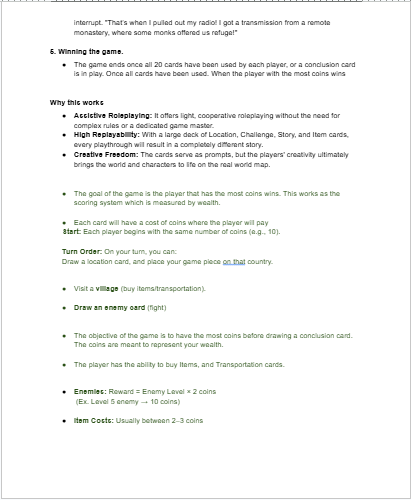 interrupt. "That's when I pulled out my radio! I got a transmission from a remote
monastery, where some monks offered us refuge!"
5. Winning the game.
● The game ends once all 20 cards have been used by each player, or a conclusion card
is in play. Once all cards have been used. When the player with the most coins wins
Why this works
● Assistive Roleplaying: It offers light, cooperative roleplaying without the need for
complex rules or a dedicated game master.
● High Replayability: With a large deck of Location, Challenge, Story, and Item cards,
every playthrough will result in a completely different story.
● Creative Freedom: The cards serve as prompts, but the players' creativity ultimately
brings the world and characters to life on the real world map.
● The goal of the game is the player that has the most coins wins. This works as the
scoring system which is measured by wealth.
● Each card will have a cost of coins where the player will pay
Start: Each player begins with the same number of coins (e.g., 10).
Turn Order: On your turn, you can:
Draw a location card, and place your game piece on that country.
● Visit a village (buy items/transportation).
● Draw an enemy card (fight)
● The objective of the game is to have the most coins before drawing a conclusion card.
The coins are meant to represent your wealth.
● The player has the ability to buy Items, and Transportation cards.
● Enemies: Reward = Enemy Level × 2 coins
(Ex. Level 5 enemy → 10 coins)
● Item Costs: Usually between 2–3 coins